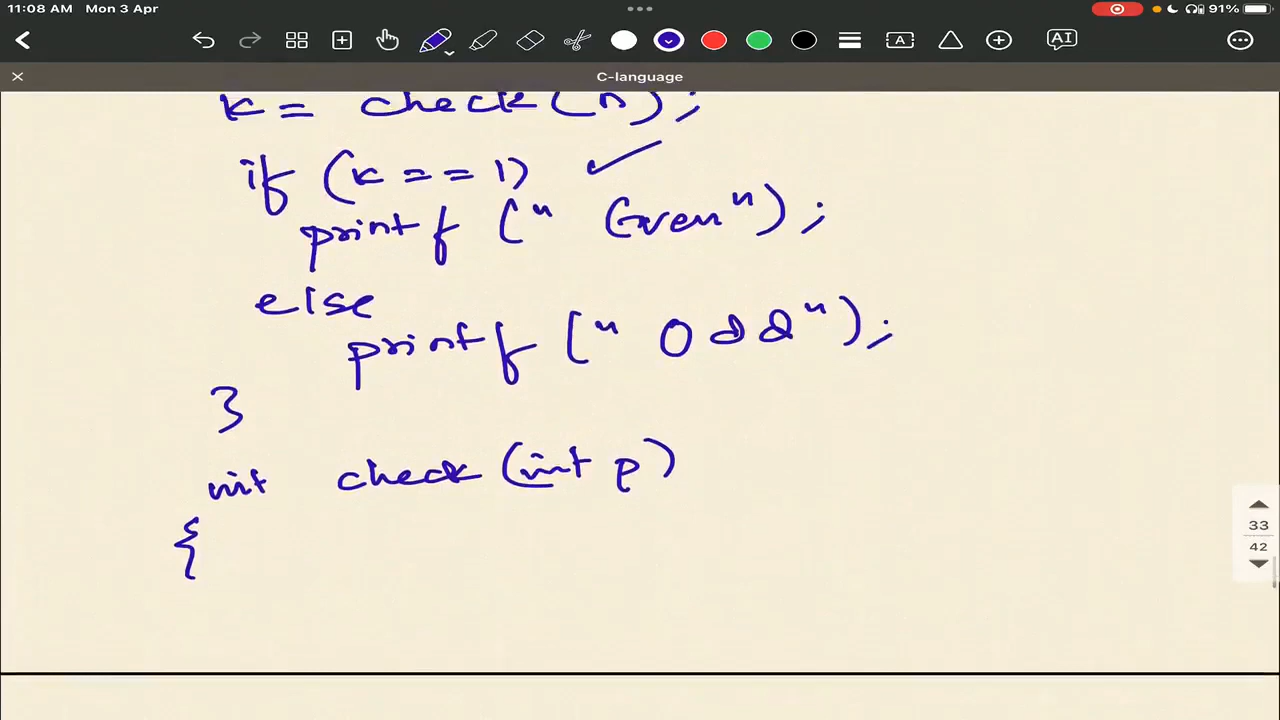 11:08 AM Mon 3 Apr
91%
A
AI
C-language
k = check(n);
if (k == 1)
printf (" Even");
else
printf (" Odd");
}
int check (int p)
{
33
42